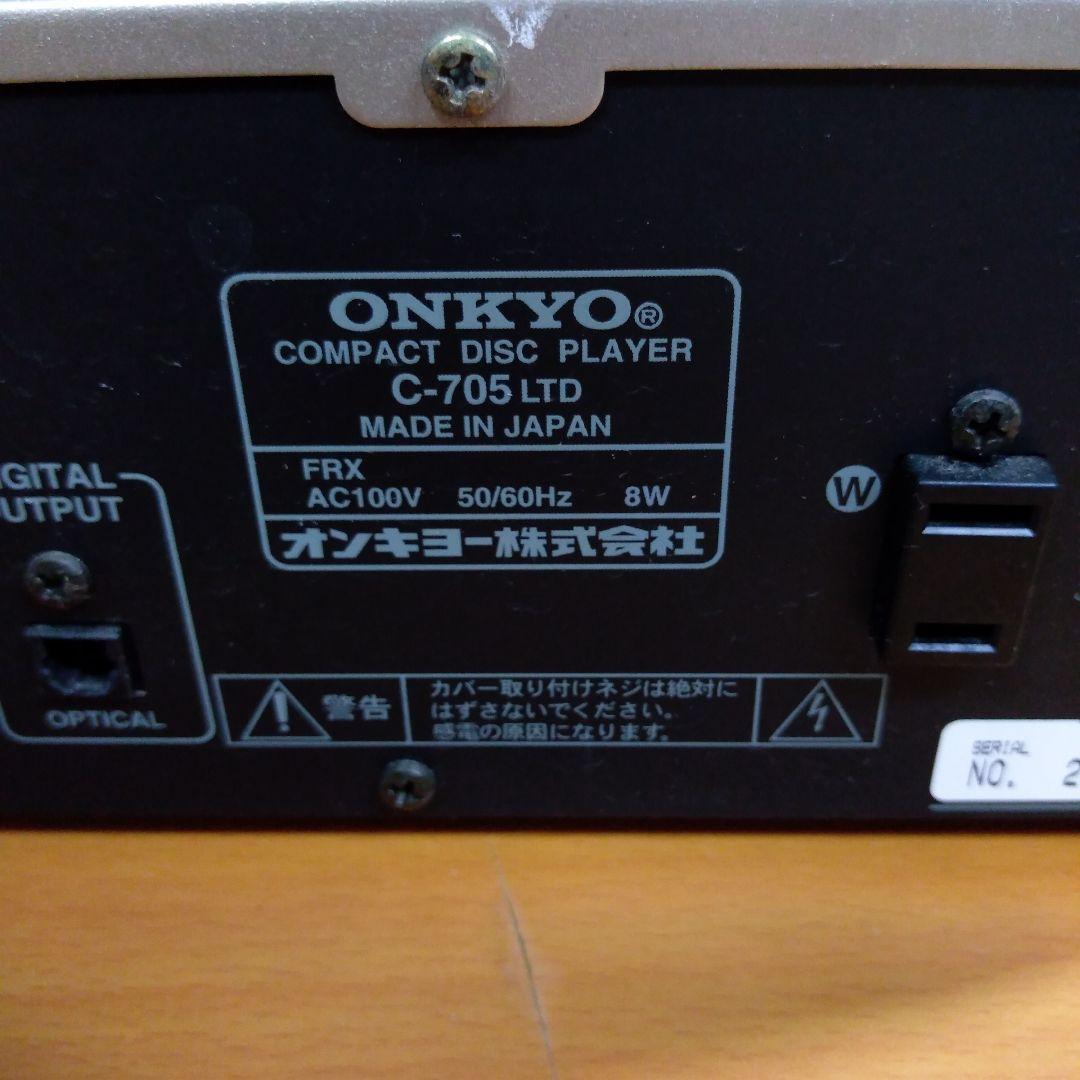 ONKYO®
COMPACT DISC PLAYER
C-705 LTD
MADE IN JAPAN
FRX
AC100V 50/60Hz 8W
オンキヨー株式会社
IGITAL
UTPUT
OPTICAL
W
警告
カバー取り付けネジは絶対に
はずさないでください。
感電の原因になります。
SERIAL
NO. 2